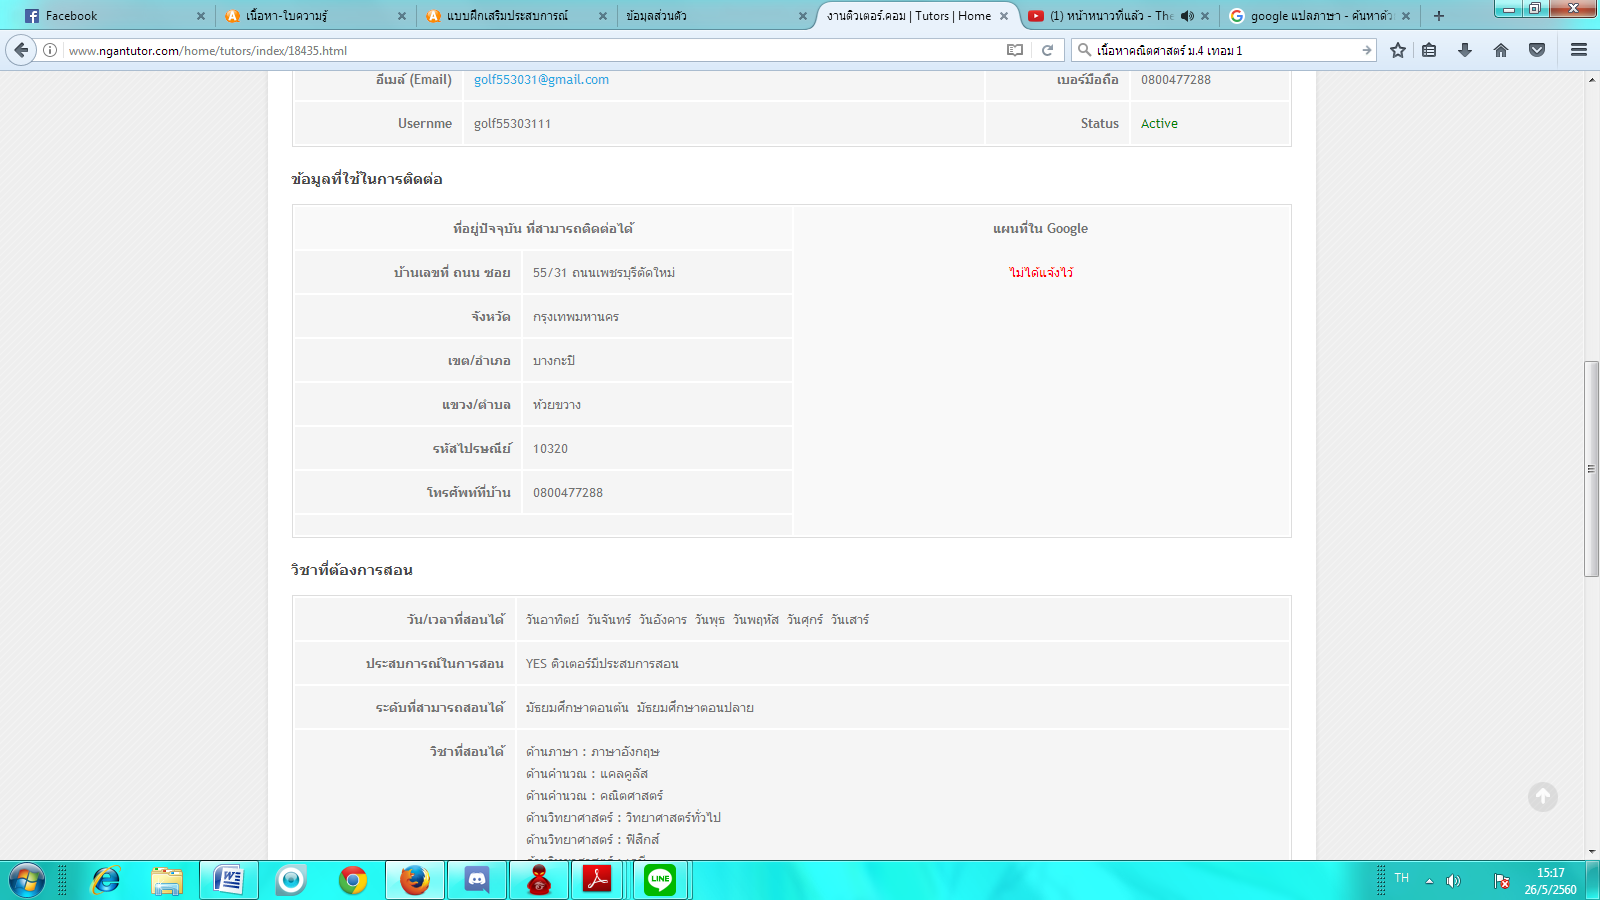 Facebook
เนื้อหา-ใบความรู้
แบบฝึกเสริมประสบการณ์
ข้อมูลส่วนตัว
งานติวเตอร์.คอม | Tutors | Home
(1) หน้าหนาวที่แล้ว - The
google แปลภาษา - ค้นหาด้วย
www.ngantutor.com/home/tutors/index/18435.html
เนื้อหาคณิตศาสตร์ ม.4 เทอม 1
อีเมล์ (Email) golf553031@gmail.com เบอร์มือถือ 0800477288
Usernme golf55303111 Status Active
ข้อมูลที่ใช้ในการติดต่อ
ที่อยู่ปัจจุบัน ที่สามารถติดต่อได้ แผนที่ใน Google
บ้านเลขที่ ถนน ซอย 55/31 ถนนเพชรบุรีตัดใหม่ ไม่ได้แจ้งไว้
จังหวัด กรุงเทพมหานคร
เขต/อำเภอ บางกะปิ
แขวง/ตำบล ห้วยขวาง
รหัสไปรษณีย์ 10320
โทรศัพท์ที่บ้าน 0800477288
วิชาที่ต้องการสอน
วัน/เวลาที่สอนได้ วันอาทิตย์ วันจันทร์ วันอังคาร วันพุธ วันพฤหัส วันศุกร์ วันเสาร์
ประสบการณ์ในการสอน YES ติวเตอร์มีประสบการสอน
ระดับที่สามารถสอนได้ มัธยมศึกษาตอนต้น มัธยมศึกษาตอนปลาย
วิชาที่สอนได้ ด้านภาษา : ภาษาอังกฤษ
ด้านคำนวณ : แคลคูลัส
ด้านคำนวณ : คณิตศาสตร์
ด้านวิทยาศาสตร์ : วิทยาศาสตร์ทั่วไป
ด้านวิทยาศาสตร์ : ฟิสิกส์
LINE
TH
15:17
26/5/2560